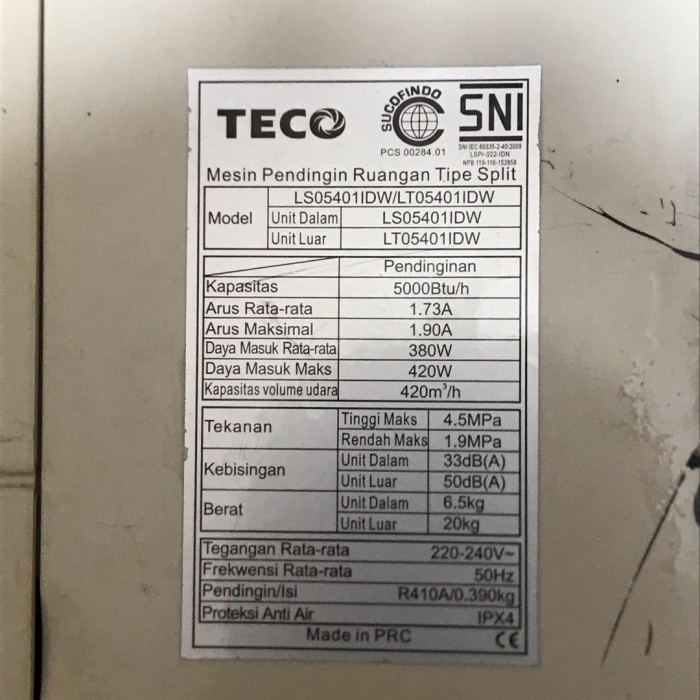 TECO
SUCOFINDO
PCS 00284.01
SNI
SNI IEC 60335-2-40:2009
LSPr-022-IDN
NPB 119-116-152858
Mesin Pendingin Ruangan Tipe Split
Model
LS05401IDW/LT05401IDW
Unit Dalam LS05401IDW
Unit Luar LT05401IDW
Pendinginan
Kapasitas 5000Btu/h
Arus Rata-rata 1.73A
Arus Maksimal 1.90A
Daya Masuk Rata-rata 380W
Daya Masuk Maks 420W
Kapasitas volume udara 420m³/h
Tekanan
Tinggi Maks 4.5MPa
Rendah Maks 1.9MPa
Kebisingan
Unit Dalam 33dB(A)
Unit Luar 50dB(A)
Berat
Unit Dalam 6.5kg
Unit Luar 20kg
Tegangan Rata-rata 220-240V~
Frekwensi Rata-rata 50Hz
Pendingin/Isi R410A/0.390kg
Proteksi Anti Air IPX4
Made in PRC CE